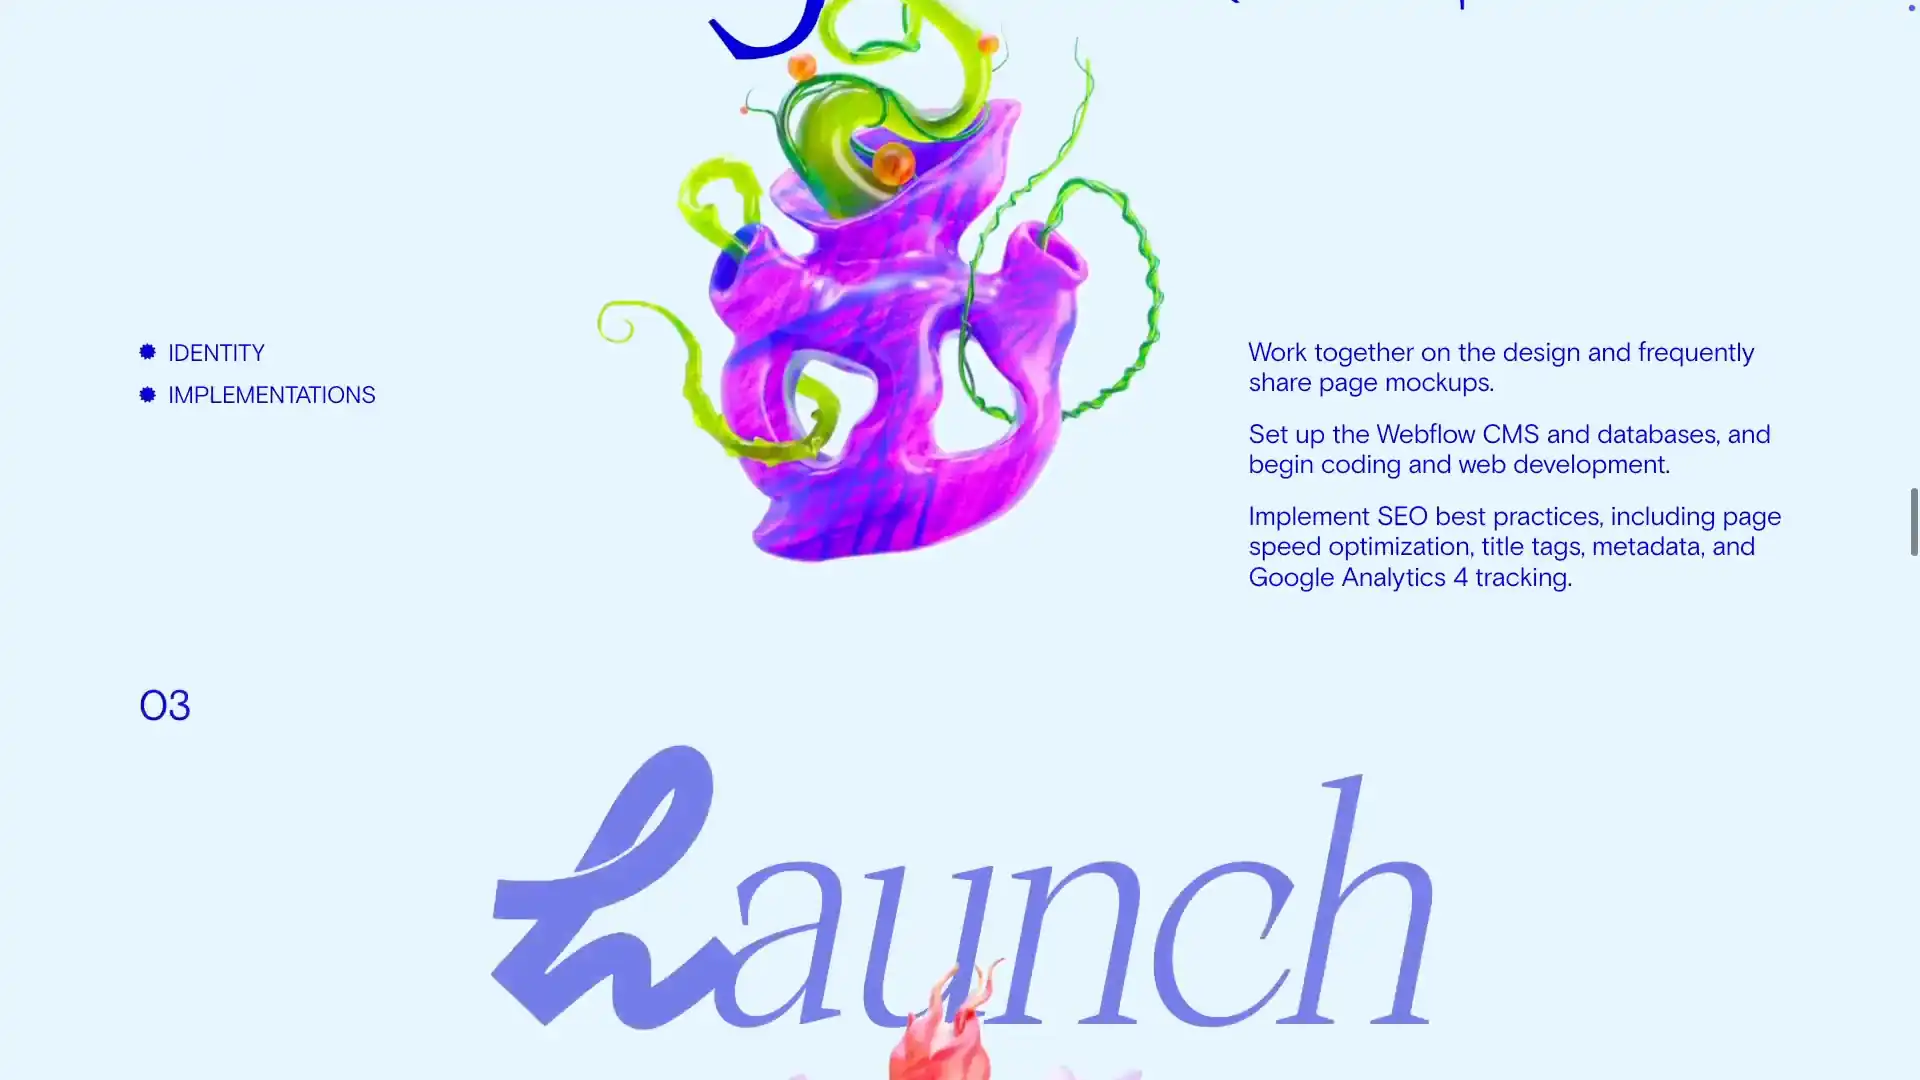 IDENTITY
IMPLEMENTATIONS
Work together on the design and frequently
share page mockups.
Set up the Webflow CMS and databases, and
begin coding and web development.
Implement SEO best practices, including page
speed optimization, title tags, metadata, and
Google Analytics 4 tracking.
03
Launch